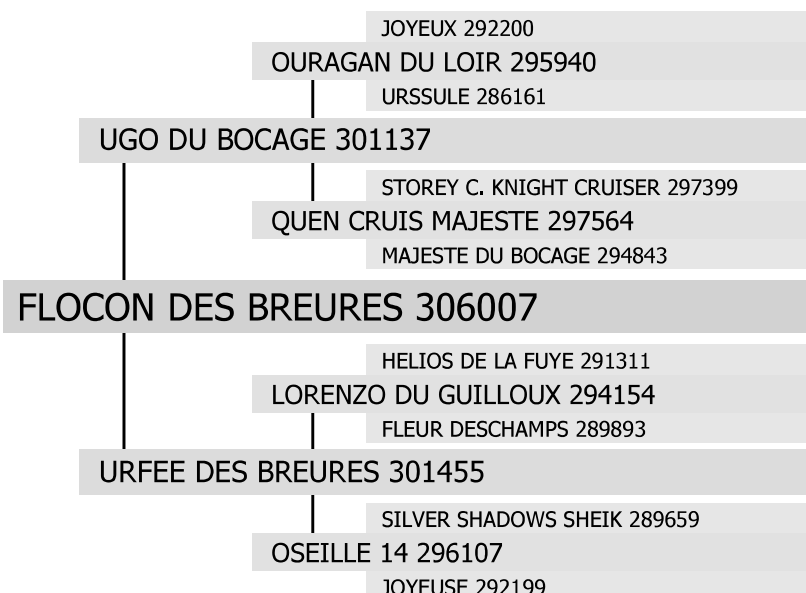 JOYEUX 292200
OURAGAN DU LOIR 295940
URSSULE 286161
UGO DU BOCAGE 301137
STOREY C. KNIGHT CRUISER 297399
QUEN CRUIS MAJESTE 297564
MAJESTE DU BOCAGE 294843
FLOCON DES BREURES 306007
HELIOS DE LA FUYE 291311
LORENZO DU GUILLOUX 294154
FLEUR DESCHAMPS 289893
URFEE DES BREURES 301455
SILVER SHADOWS SHEIK 289659
OSEILLE 14 296107
JOYEUSE 292199